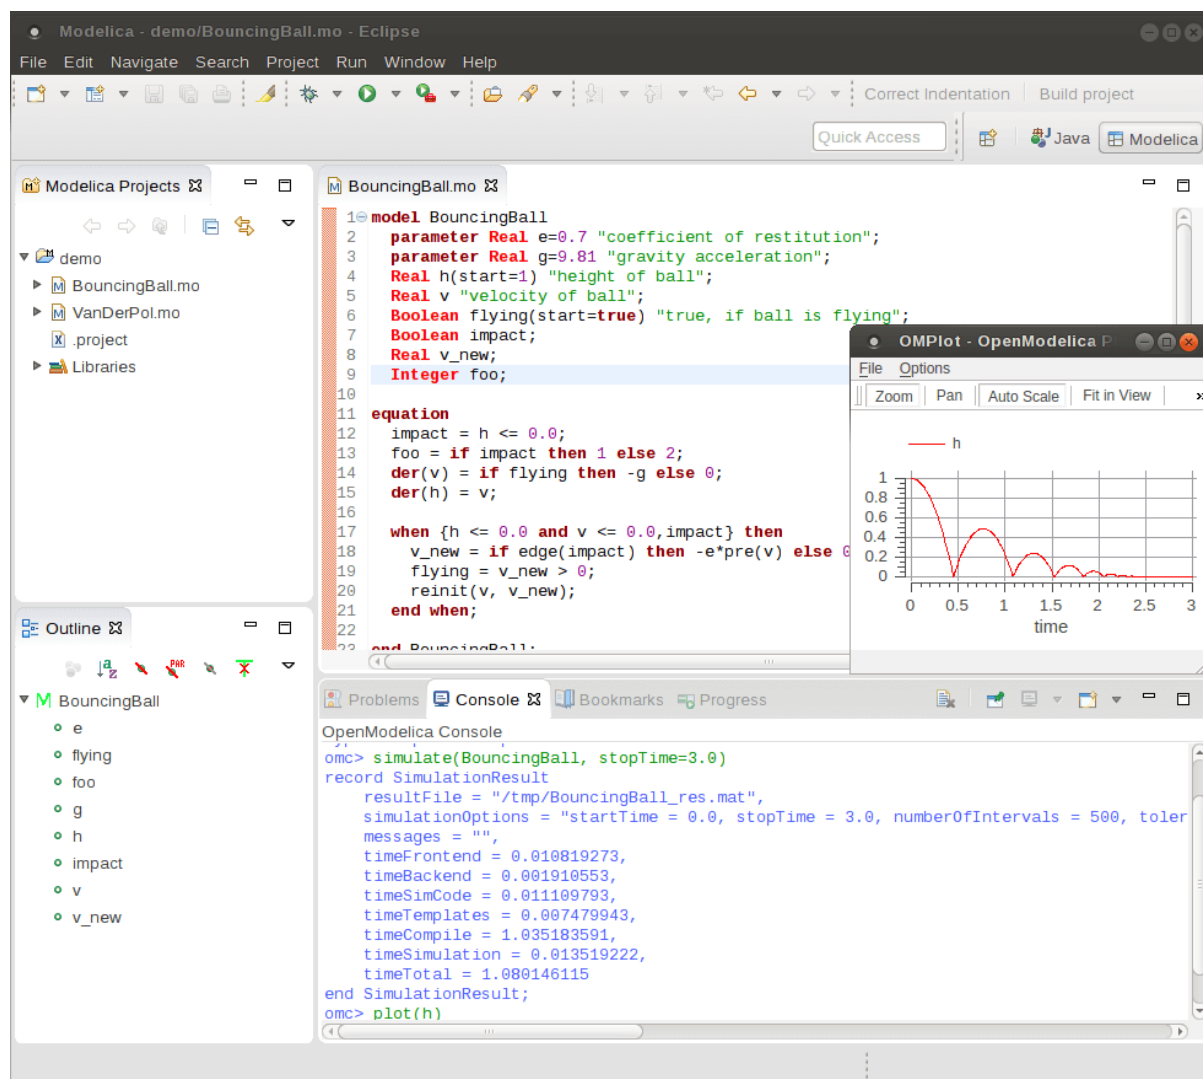 Modelica - demo/BouncingBall.mo - Eclipse
File Edit Navigate Search Project Run Window Help
Correct Indentation Build project
Quick Access Java Modelica
Modelica Projects
demo
BouncingBall.mo
VanDerPol.mo
.project
Libraries
BouncingBall.mo
1 model BouncingBall
2 parameter Real e=0.7 "coefficient of restitution";
3 parameter Real g=9.81 "gravity acceleration";
4 Real h(start=1) "height of ball";
5 Real v "velocity of ball";
6 Boolean flying(start=true) "true, if ball is flying";
7 Boolean impact;
8 Real v_new;
9 Integer foo;
10
11 equation
12 impact = h <= 0.0;
13 foo = if impact then 1 else 2;
14 der(v) = if flying then -g else 0;
15 der(h) = v;
16
17 when {h <= 0.0 and v <= 0.0,impact} then
18 v_new = if edge(impact) then -e*pre(v) else 0
19 flying = v_new > 0;
20 reinit(v, v_new);
21 end when;
22
23 end BouncingBall;
OMPlot - OpenModelica P
File Options
Zoom Pan Auto Scale Fit in View »
h
1
0.8
0.6
0.4
0.2
0
0 0.5 1 1.5 2 2.5 3
time
Outline
BouncingBall
e
flying
foo
g
h
impact
v
v_new
Problems Console Bookmarks Progress
OpenModelica Console
omc> simulate(BouncingBall, stopTime=3.0)
record SimulationResult
resultFile = "/tmp/BouncingBall_res.mat",
simulationOptions = "startTime = 0.0, stopTime = 3.0, numberOfIntervals = 500, toler
messages = "",
timeFrontend = 0.010819273,
timeBackend = 0.001910553,
timeSimCode = 0.011109793,
timeTemplates = 0.007479943,
timeCompile = 1.035183591,
timeSimulation = 0.013519222,
timeTotal = 1.080146115
end SimulationResult;
omc> plot(h)